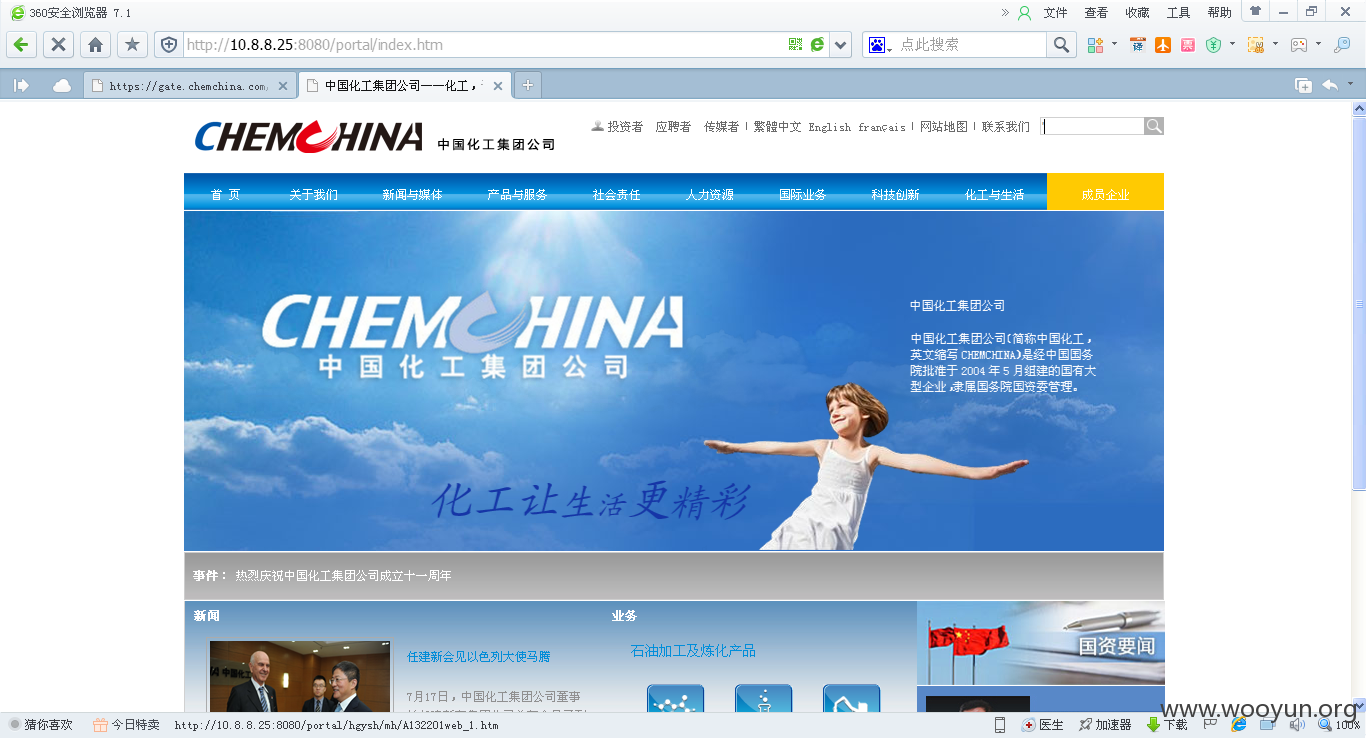 360安全浏览器 7.1
» 文件 查看 收藏 工具 帮助
http://10.8.8.25:8080/portal/index.htm
点此搜索
译
票
https://gate.chemchina.com/
中国化工集团公司——化工，
CHEMCHINA 中国化工集团公司
投资者 应聘者 传媒者 | 繁體中文 English français | 网站地图 | 联系我们
首 页 关于我们 新闻与媒体 产品与服务 社会责任 人力资源 国际业务 科技创新 化工与生活 成员企业
CHEMCHINA
中国化工集团公司
中国化工集团公司
中国化工集团公司(简称中国化工，
英文缩写CHEMCHINA)是经中国国务
院批准于 2004 年 5 月组建的国有大
型企业,隶属国务院国资委管理。
化工让生活更精彩
事件： 热烈庆祝中国化工集团公司成立十一周年
新闻
业务
任建新会见以色列大使马腾
7月17日，中国化工集团公司董事
石油加工及炼化产品
国资要闻
www.wooyun.org
猜你喜欢 今日特卖 http://10.8.8.25:8080/portal/hgysh/mh/A132201web_1.htm 医生 加速器 下载 100%